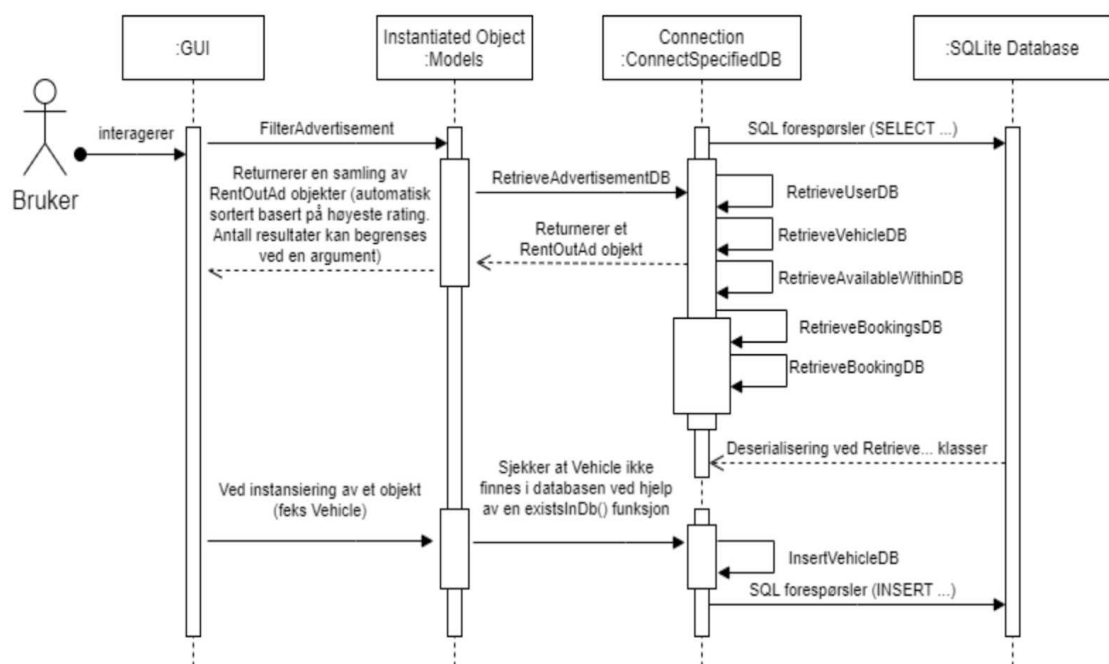 :GUI
Instantiated Object
:Models
Connection
:ConnectSpecifiedDB
:SQLite Database
Bruker
interagerer
FilterAdvertisement
SQL forespørsler (SELECT ...)
Returnerer en samling av
RentOutAd objekter (automatisk
sortert basert på høyeste rating.
Antall resultater kan begrenses
ved en argument)
RetrieveAdvertisementDB
RetrieveUserDB
Returnerer et
RentOutAd objekt
RetrieveVehicleDB
RetrieveAvailableWithinDB
RetrieveBookingsDB
RetrieveBookingDB
Deserialisering ved Retrieve... klasser
Ved instansiering av et objekt
(feks Vehicle)
Sjekker at Vehicle ikke
finnes i databasen ved hjelp
av en existsInDb() funksjon
InsertVehicleDB
SQL forespørsler (INSERT ...)